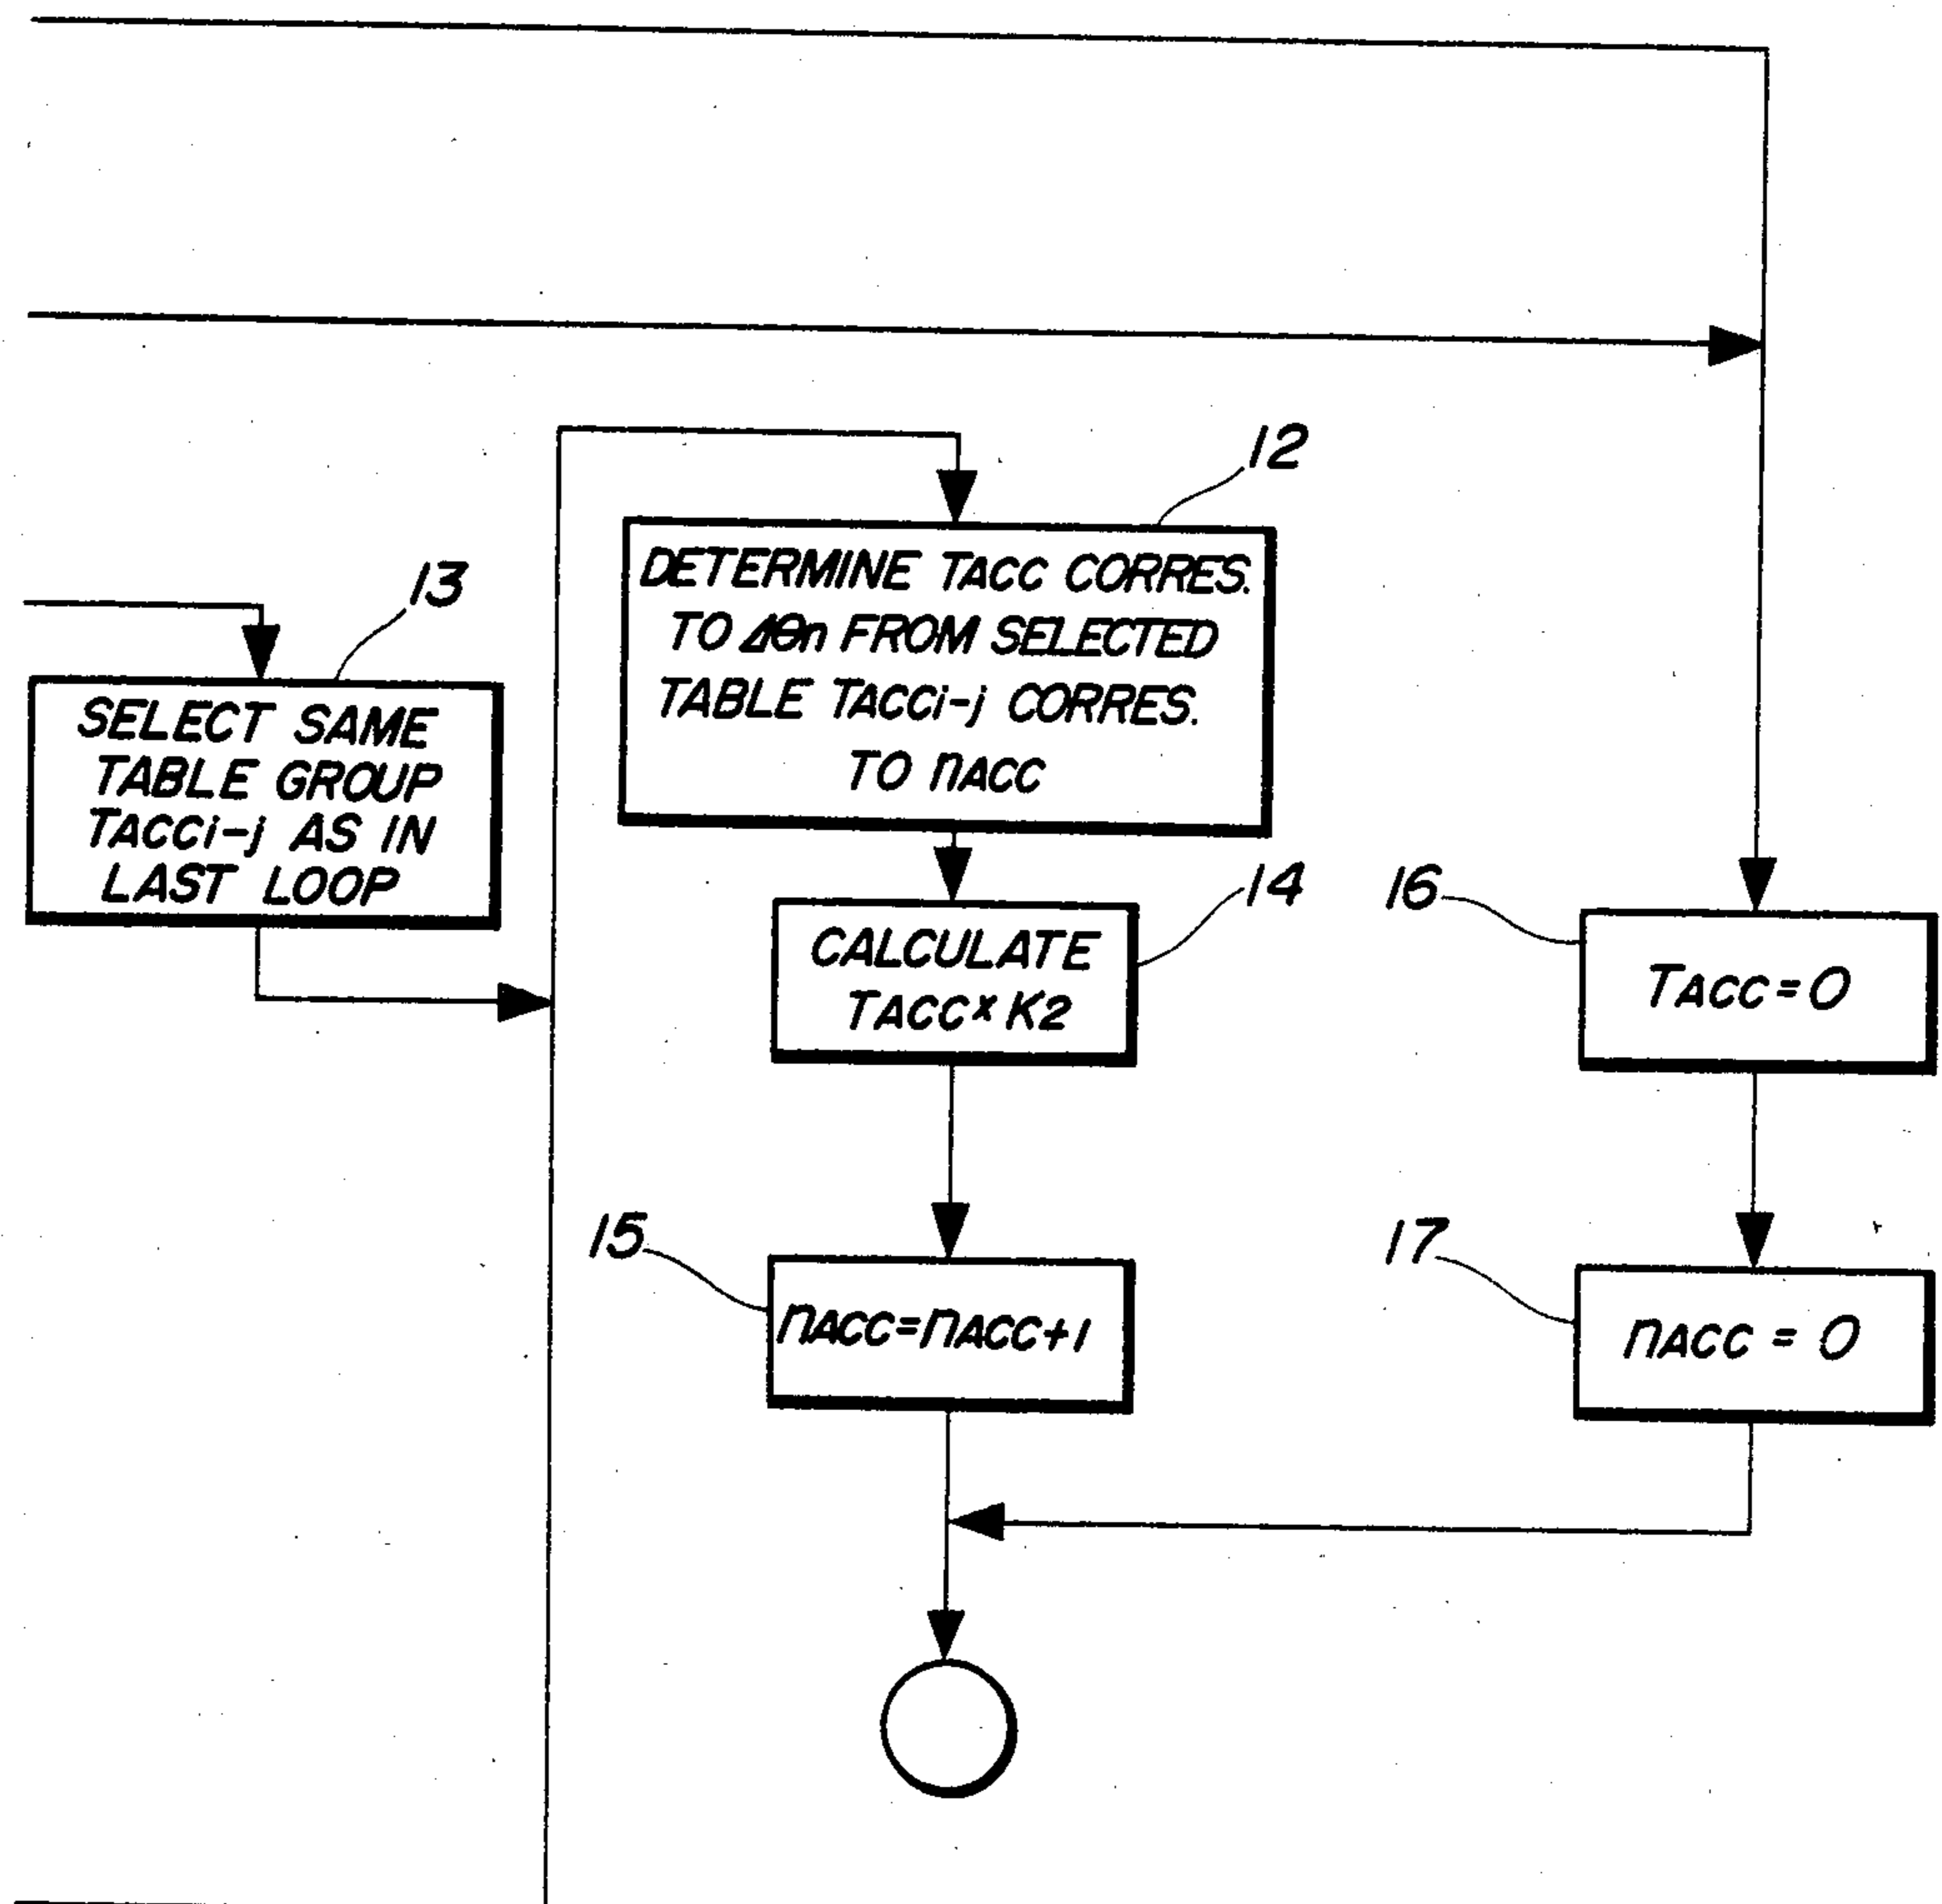 12
DETERMINE TACC CORRES.
TO Δθn FROM SELECTED
TABLE TACCi-j CORRES.
TO nACC
13
SELECT SAME
TABLE GROUP
TACCi-j AS IN
LAST LOOP
14
CALCULATE
TACC×K2
16
TACC=0
15
nACC=nACC+1
17
nACC = 0